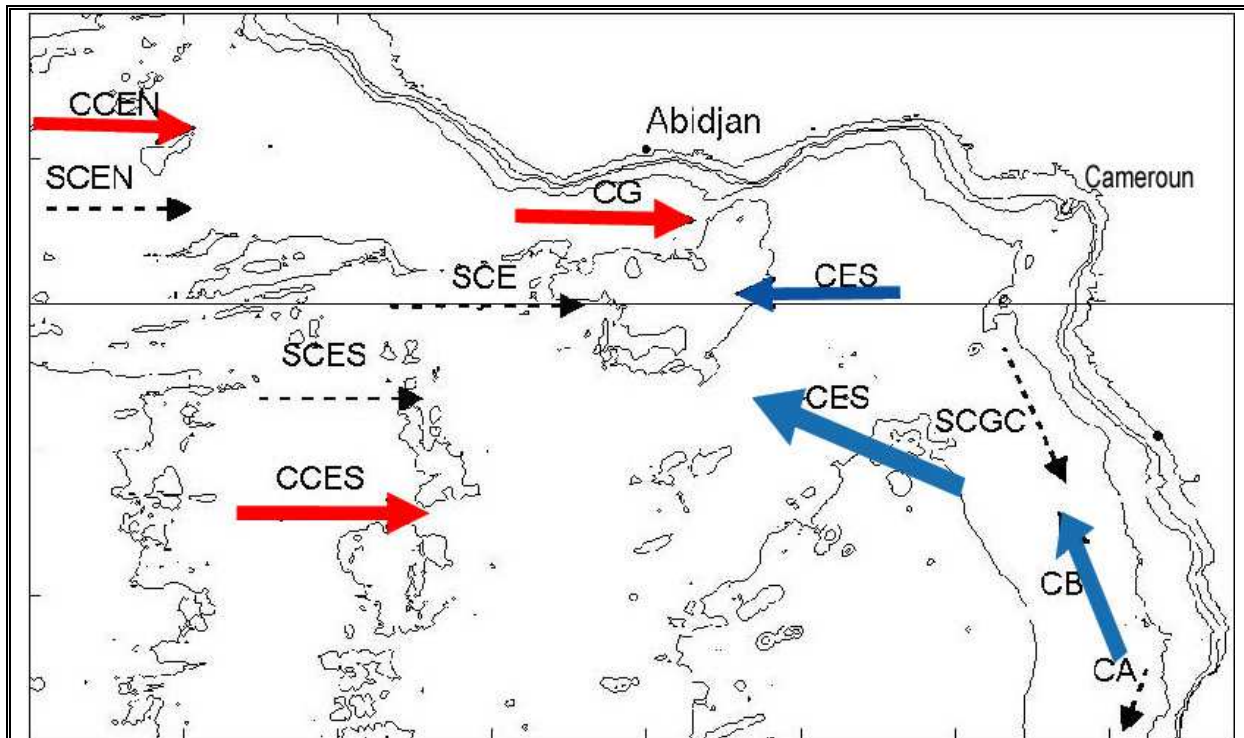 CCEN
Abidjan
SCEN
Cameroun
CG
SCE
CES
SCES
CES
SCGC
CCES
CB
CA